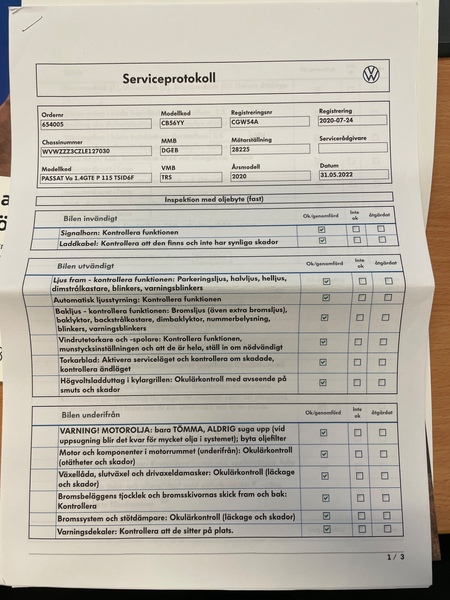 Serviceprotokoll
Ordernr Modellkod Registreringsnr Registrering
654005 CB56YY CGW54A 2020-07-24
Chassinummer MMB Mätarställning Servicerådgivare
WVWZZZ3CZLE127030 DGEB 28225
Modellkod VMB Årsmodell Datum
PASSAT Va 1.4GTE P 115 TSID6F TRS 2020 31.05.2022
Inspektion med oljebyte (fast)
Bilen invändigt Ok/genomförd Inte ok åtgärdat
Signalhorn: Kontrollera funktionen
Laddkabel: Kontrollera att den finns och inte har synliga skador
Bilen utvändigt Ok/genomförd Inte ok åtgärdat
Ljus fram - kontrollera funktionen: Parkeringsljus, halvljus, helljus,
dimstrålkastare, blinkers, varningsblinkers
Automatisk ljusstyrning: Kontrollera funktionen
Bakljus - kontrollera funktionen: Bromsljus (även extra bromsljus),
baklyktor, backstrålkastare, dimbaklyktor, nummerbelysning,
blinkers, varningsblinkers
Vindrutetorkare och -spolare: Kontrollera funktionen,
munstycksinställningen och att de är hela, ställ in om nödvändigt
Torkarblad: Aktivera serviceläget och kontrollera om skadade,
kontrollera ändläget
Högvoltsladduttag i kylargrillen: Okulärkontroll med avseende på
smuts och skador
Bilen underifrån Ok/genomförd Inte ok åtgärdat
VARNING! MOTOROLJA: bara TÖMMA, ALDRIG suga upp (vid
uppsugning blir det kvar för mycket olja i systemet); byta oljefilter
Motor och komponenter i motorrummet (underifrån): Okulärkontroll
(otätheter och skador)
Växellåda, slutväxel och drivaxeldamasker: Okulärkontroll (läckage
och skador)
Bromsbeläggens tjocklek och bromsskivornas skick fram och bak:
Kontrollera
Bromssystem och stötdämpare: Okulärkontroll (läckage och skador)
Varningsdekaler: Kontrollera att de sitter på plats.
1 / 3